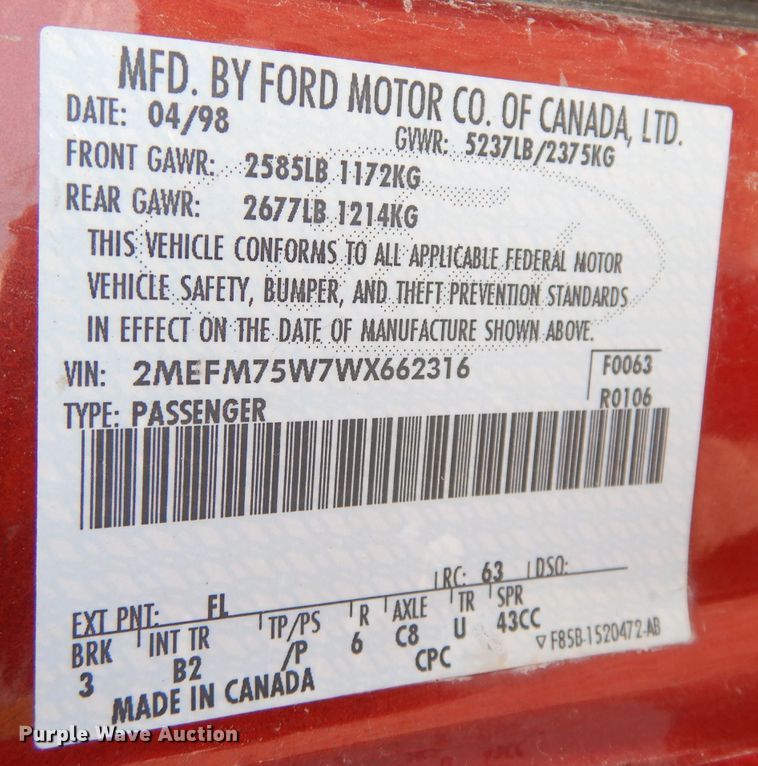 MFD. BY FORD MOTOR CO. OF CANADA, LTD.
DATE: 04/98
GVWR: 5237LB/2375KG
FRONT GAWR: 2585LB 1172KG
REAR GAWR: 2677LB 1214KG
THIS VEHICLE CONFORMS TO ALL APPLICABLE FEDERAL MOTOR
VEHICLE SAFETY, BUMPER, AND THEFT PREVENTION STANDARDS
IN EFFECT ON THE DATE OF MANUFACTURE SHOWN ABOVE.
VIN: 2MEFM75W7WX662316
F0063
TYPE: PASSENGER
R0106
EXT PNT: FL RC: 63 DSO:
BRK INT TR TP/PS R AXLE TR SPR
3 B2 /P 6 C8 U 43CC
CPC
▽F85B-1520472-AB
MADE IN CANADA
Purple Wave Auction